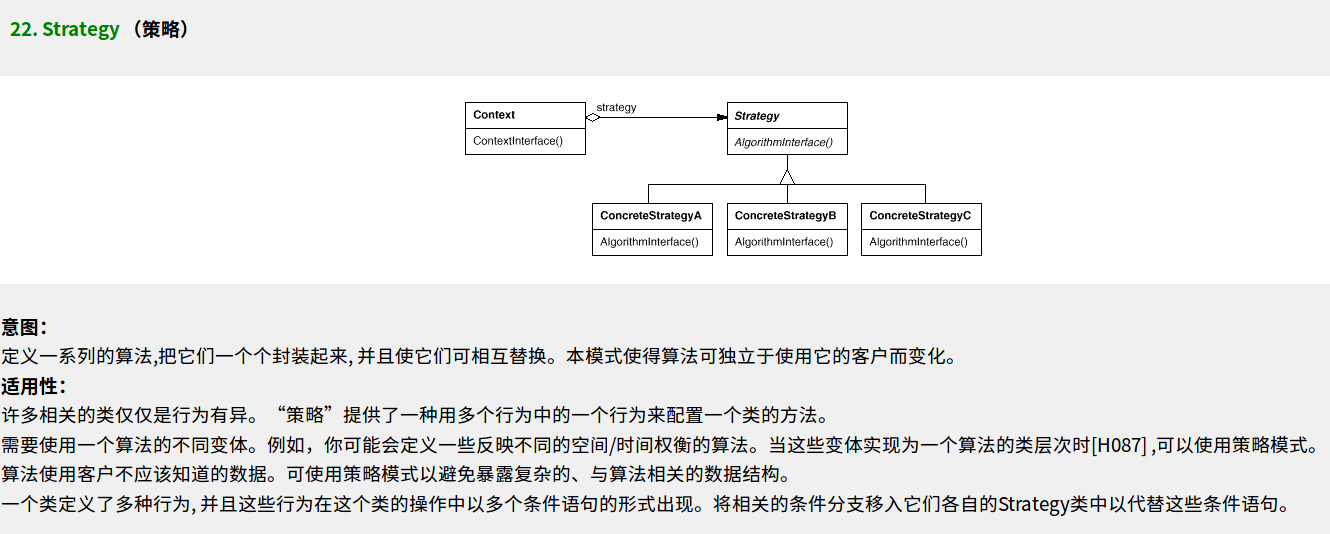 22. Strategy（策略）
strategy
Context
ContextInterface()
Strategy
AlgorithmInterface()
ConcreteStrategyA
AlgorithmInterface()
ConcreteStrategyB
AlgorithmInterface()
ConcreteStrategyC
AlgorithmInterface()
意图：
定义一系列的算法,把它们一个个封装起来, 并且使它们可相互替换。本模式使得算法可独立于使用它的客户而变化。
适用性：
许多相关的类仅仅是行为有异。“策略”提供了一种用多个行为中的一个行为来配置一个类的方法。
需要使用一个算法的不同变体。例如，你可能会定义一些反映不同的空间/时间权衡的算法。当这些变体实现为一个算法的类层次时[H087] ,可以使用策略模式。
算法使用客户不应该知道的数据。可使用策略模式以避免暴露复杂的、与算法相关的数据结构。
一个类定义了多种行为, 并且这些行为在这个类的操作中以多个条件语句的形式出现。将相关的条件分支移入它们各自的Strategy类中以代替这些条件语句。